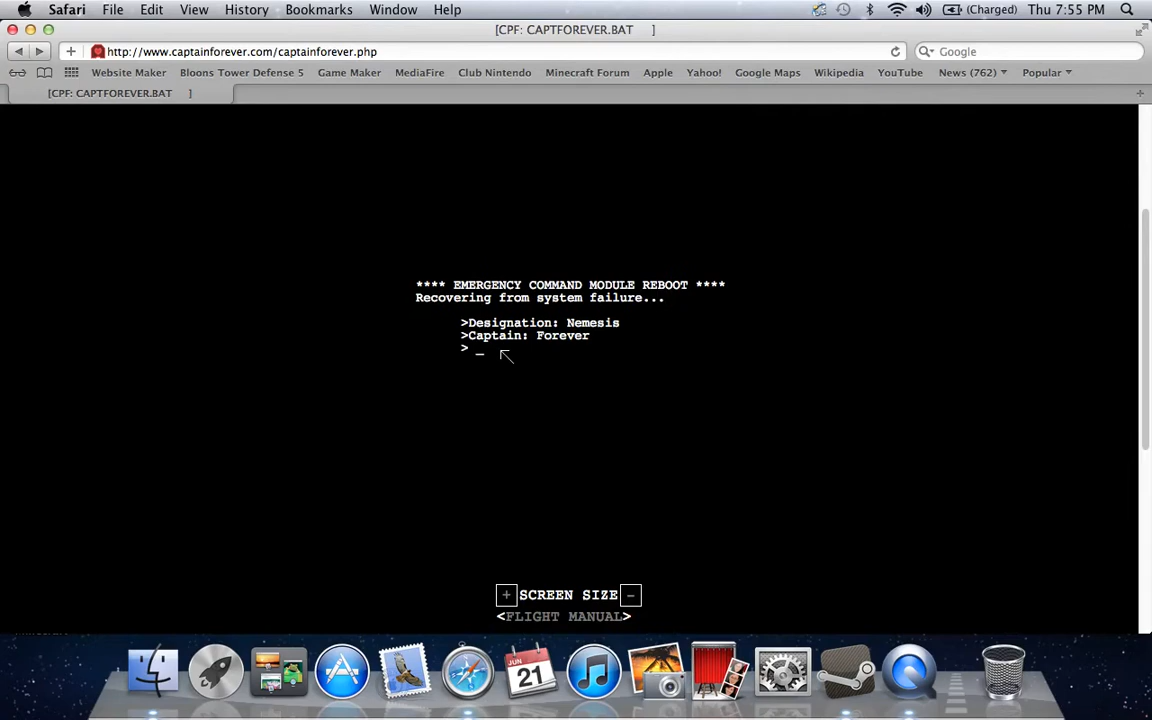 Safari File Edit View History Bookmarks Window Help (Charged) Thu 7:55 PM
[CPF: CAPTFOREVER.BAT ]
http://www.captainforever.com/captainforever.php Google
Website Maker Bloons Tower Defense 5 Game Maker MediaFire Club Nintendo Minecraft Forum Apple Yahoo! Google Maps Wikipedia YouTube News (762) Popular
[CPF: CAPTFOREVER.BAT ]
**** EMERGENCY COMMAND MODULE REBOOT ****
Recovering from system failure...
>Designation: Nemesis
>Captain: Forever
> _
+ SCREEN SIZE -
<FLIGHT MANUAL>
JUN
21